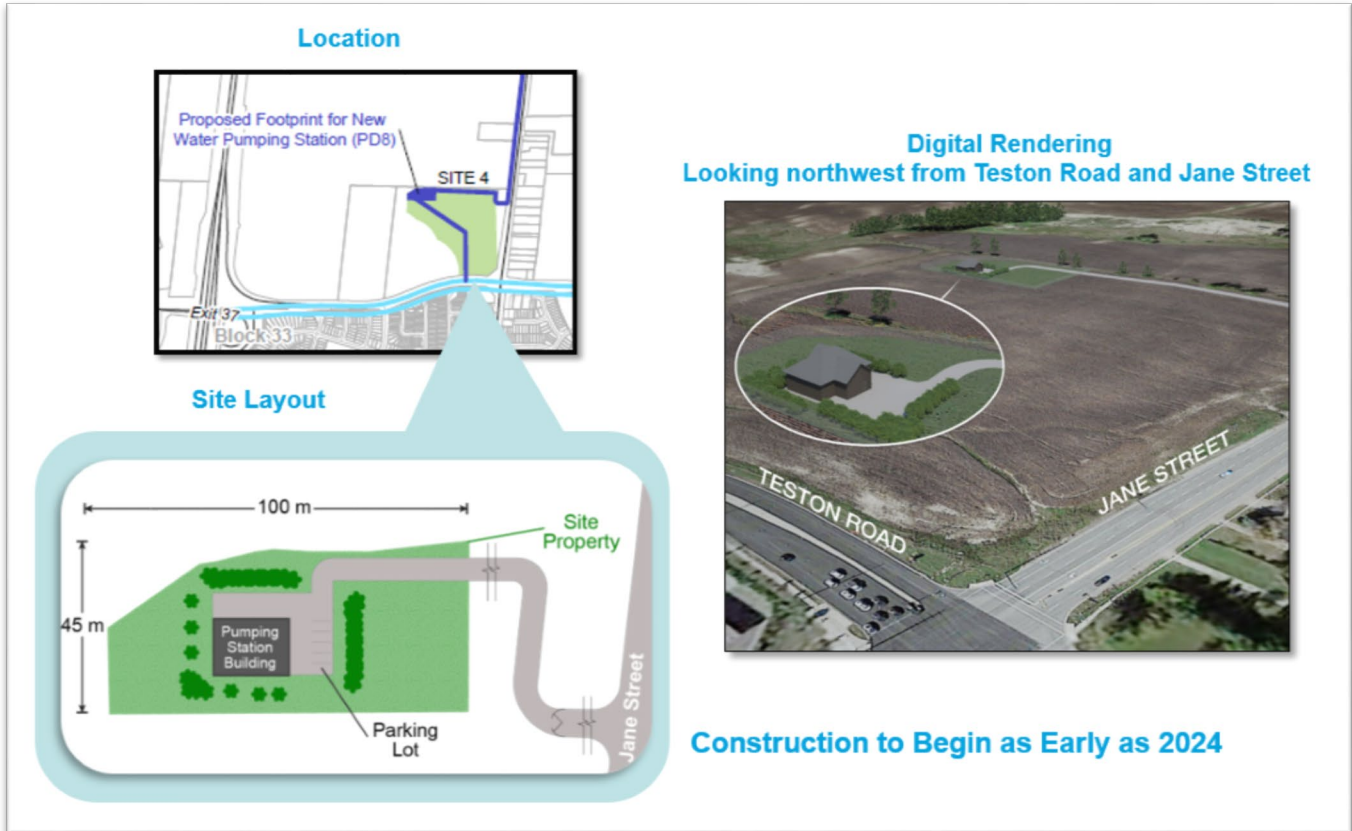 Location
Proposed Footprint for New
Water Pumping Station (PD8)
SITE 4
Exit 37
Block 33
Site Layout
100 m
Site
Property
45 m
Pumping
Station
Building
Parking
Lot
Jane Street
Digital Rendering
Looking northwest from Teston Road and Jane Street
TESTON ROAD
JANE STREET
Construction to Begin as Early as 2024